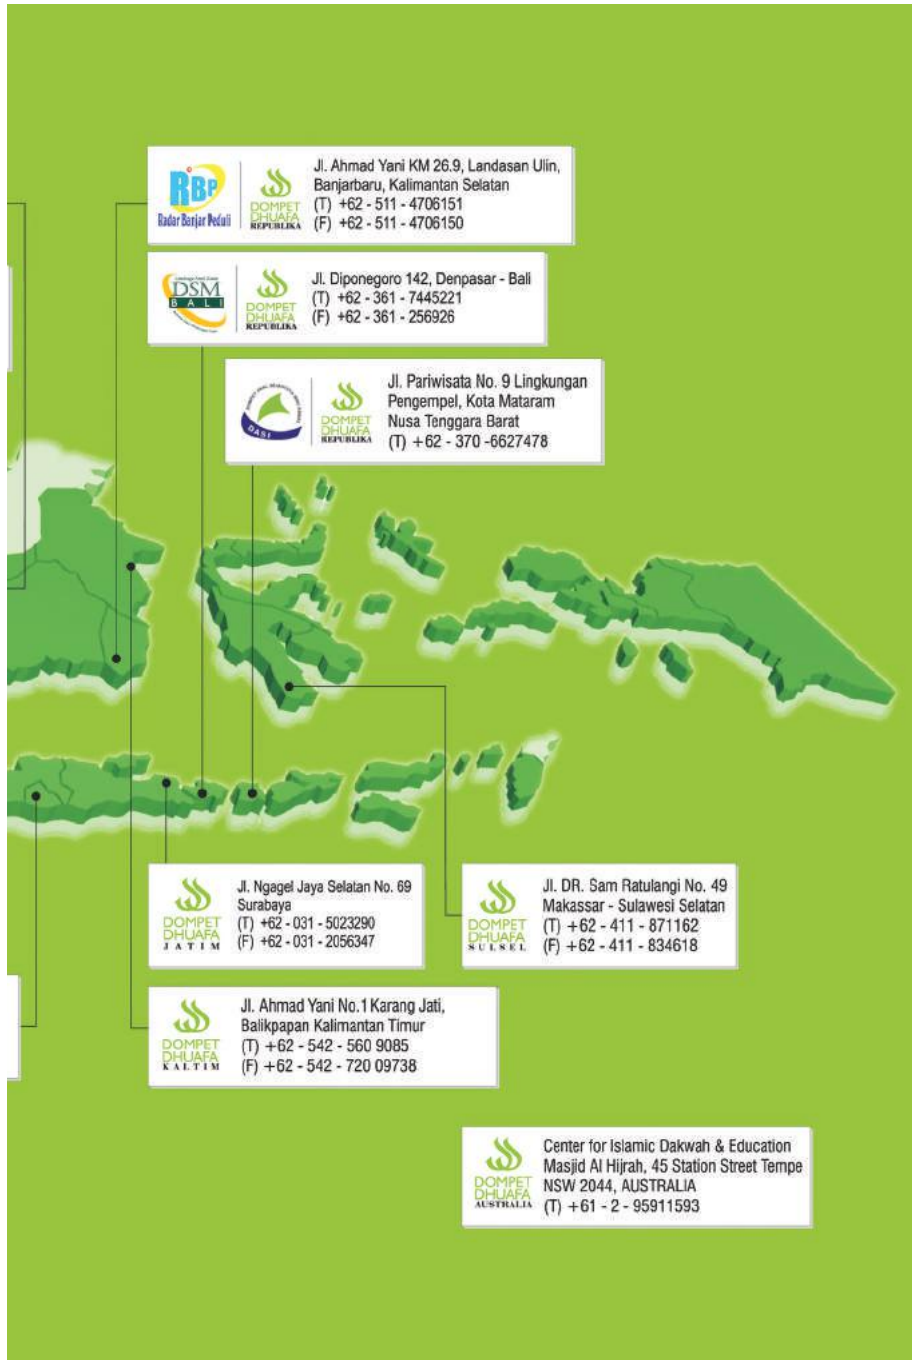 RBP
Radar Banjar Peduli
DOMPET
DHUAFA
REPUBLIKA
Jl. Ahmad Yani KM 26.9, Landasan Ulin,
Banjarbaru, Kalimantan Selatan
(T) +62 - 511 - 4706151
(F) +62 - 511 - 4706150
DSM
BALI
DOMPET
DHUAFA
REPUBLIKA
Jl. Diponegoro 142, Denpasar - Bali
(T) +62 - 361 - 7445221
(F) +62 - 361 - 256926
DASI
DOMPET
DHUAFA
REPUBLIKA
Jl. Pariwisata No. 9 Lingkungan
Pengempel, Kota Mataram
Nusa Tenggara Barat
(T) +62 - 370 -6627478
DOMPET
DHUAFA
JATIM
Jl. Ngagel Jaya Selatan No. 69
Surabaya
(T) +62 - 031 - 5023290
(F) +62 - 031 - 2056347
DOMPET
DHUAFA
SULSEL
Jl. DR. Sam Ratulangi No. 49
Makassar - Sulawesi Selatan
(T) +62 - 411 - 871162
(F) +62 - 411 - 834618
DOMPET
DHUAFA
KALTIM
Jl. Ahmad Yani No.1 Karang Jati,
Balikpapan Kalimantan Timur
(T) +62 - 542 - 560 9085
(F) +62 - 542 - 720 09738
DOMPET
DHUAFA
AUSTRALIA
Center for Islamic Dakwah & Education
Masjid Al Hijrah, 45 Station Street Tempe
NSW 2044, AUSTRALIA
(T) +61 - 2 - 95911593